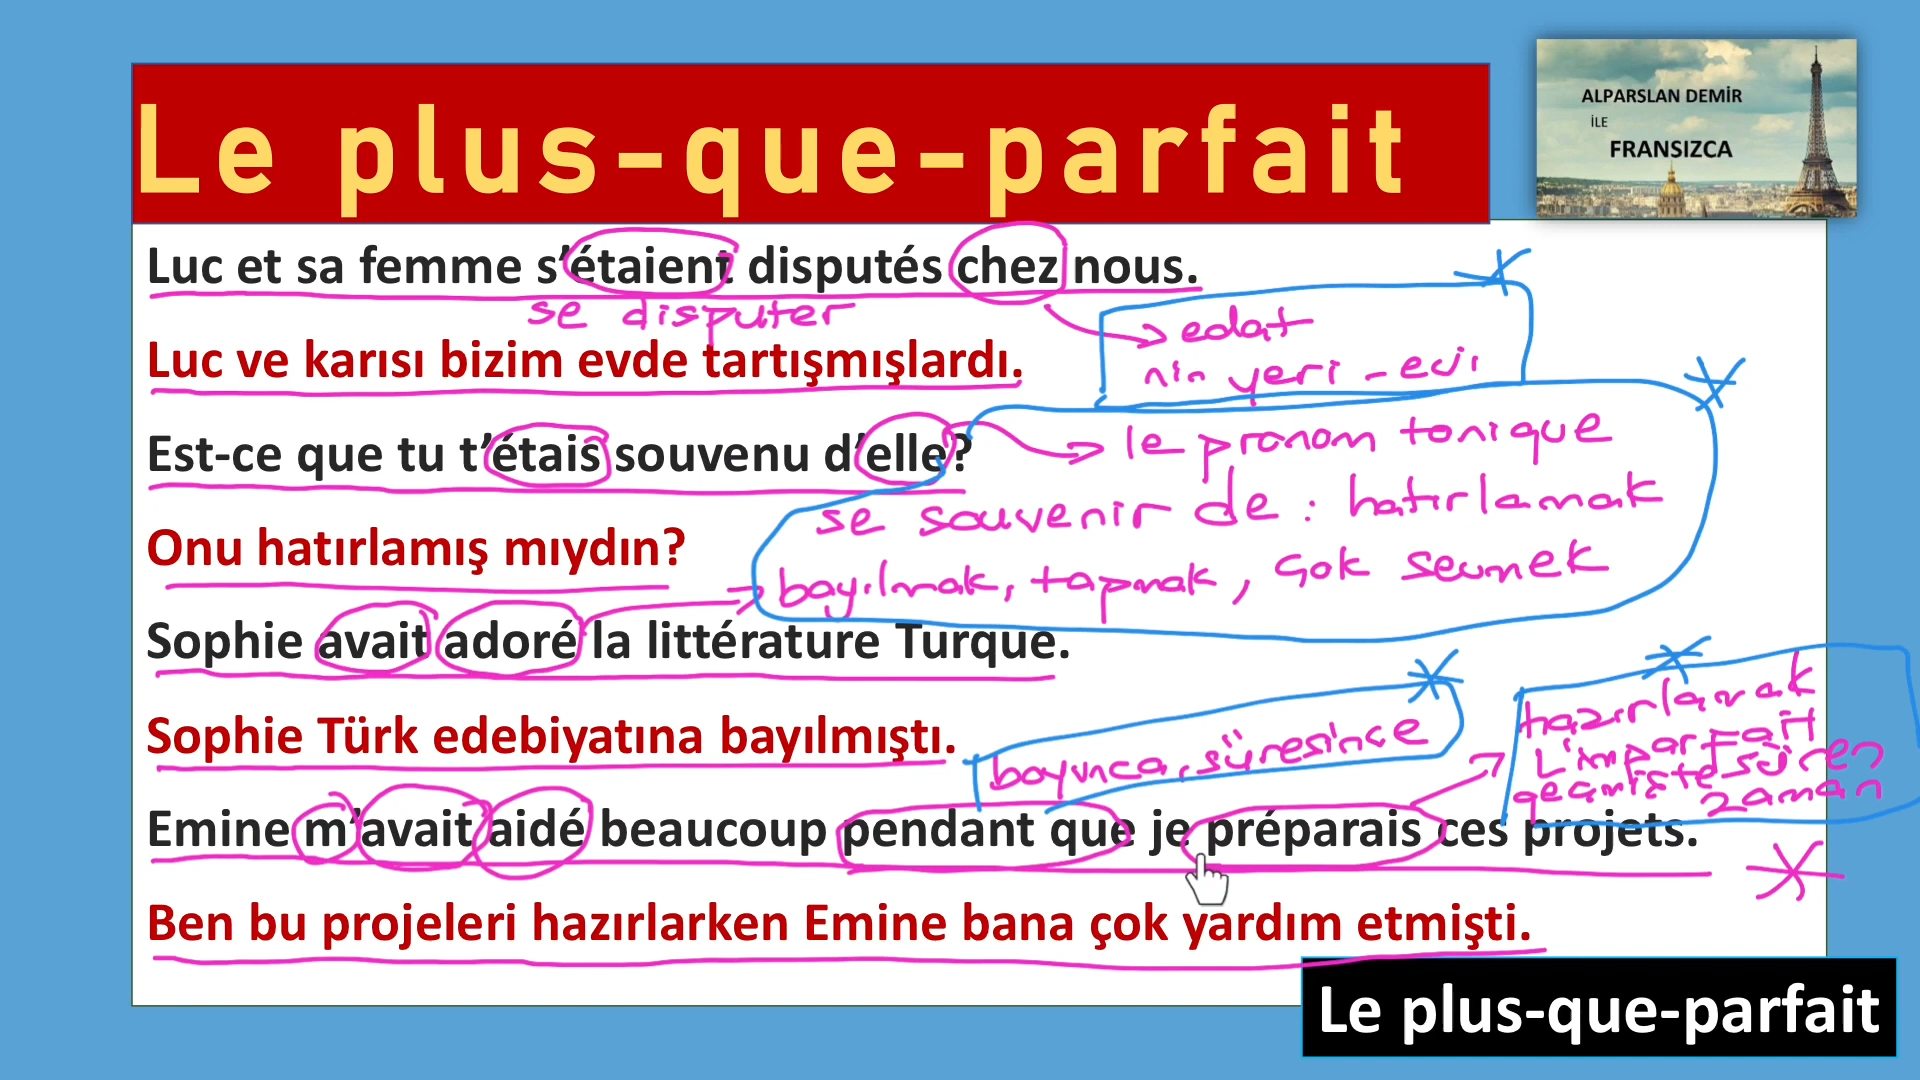 Le plus-que-parfait
ALPARSLAN DEMİR
İLE
FRANSIZCA
Luc et sa femme s'étaient disputés chez nous.
se disputer
edat
Luc ve karısı bizim evde tartışmışlardı.
nin yeri - evi
le pronom tonique
Est-ce que tu t'étais souvenu d'elle?
se souvenir de : hatırlamak
Onu hatırlamış mıydın?
bayılmak, tapmak, çok sevmek
Sophie avait adoré la littérature Turque.
hazırlamak
L'imparfait
geçmişte süren
zaman
Sophie Türk edebiyatına bayılmıştı.
boyunca, süresince
Emine m'avait aidé beaucoup pendant que je préparais ces projets.
Ben bu projeleri hazırlarken Emine bana çok yardım etmişti.
Le plus-que-parfait